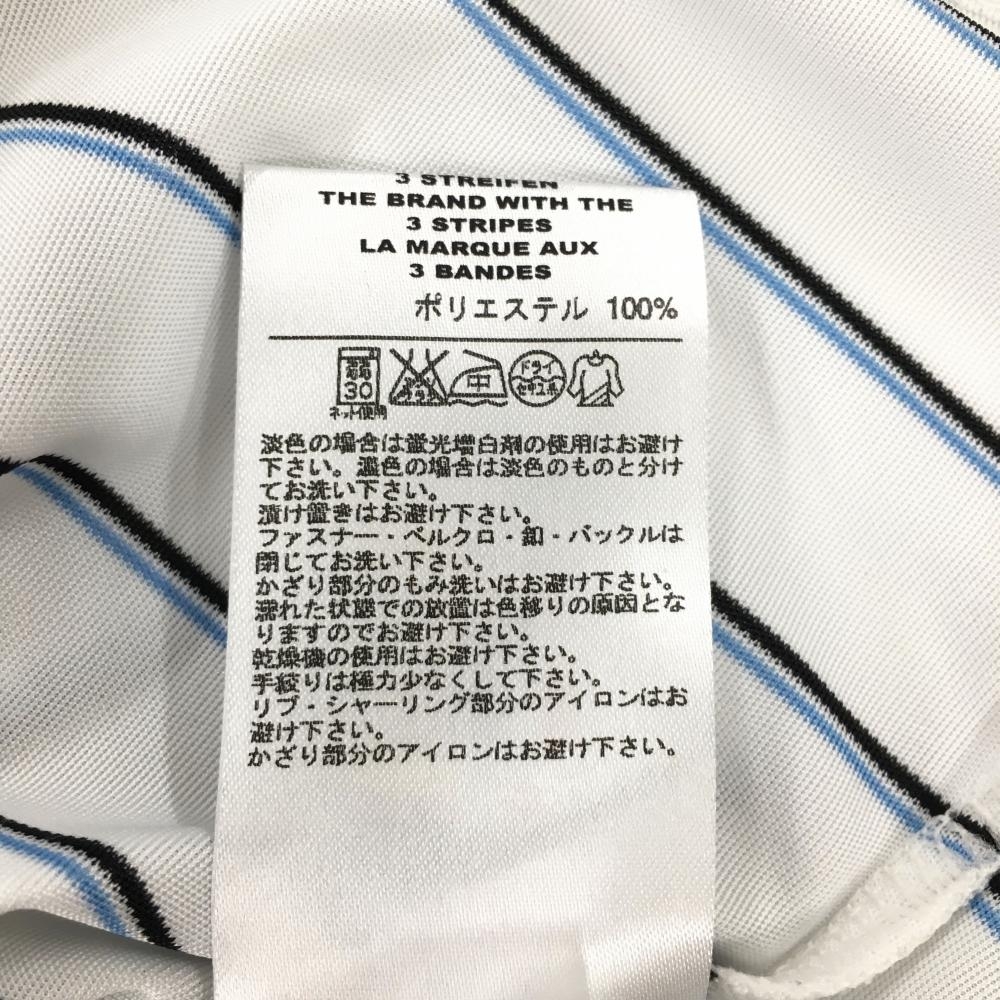 3 STREIFEN
THE BRAND WITH THE
3 STRIPES
LA MARQUE AUX
3 BANDES
ポリエステル 100%
弱 30 エンソサラシ 中 ドライ セキユ系
ネット使用
淡色の場合は蛍光増白剤の使用はお避け
下さい。濃色の場合は淡色のものと分け
てお洗い下さい。
漬け置きはお避け下さい。
ファスナー・ベルクロ・釦・バックルは
閉じてお洗い下さい。
かざり部分のもみ洗いはお避け下さい。
濡れた状態での放置は色移りの原因とな
りますのでお避け下さい。
乾燥機の使用はお避け下さい。
手絞りは極力少なくして下さい。
リブ・シャーリング部分のアイロンはお
避け下さい。
かざり部分のアイロンはお避け下さい。